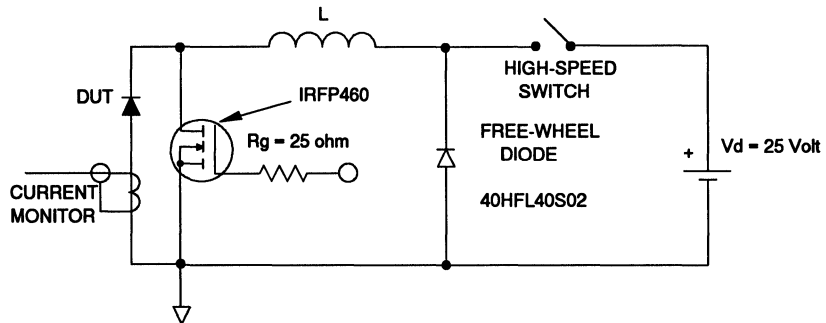 L
DUT
IRFP460
Rg = 25 ohm
CURRENT
MONITOR
HIGH-SPEED
SWITCH
FREE-WHEEL
DIODE
40HFL40S02
+
Vd = 25 Volt